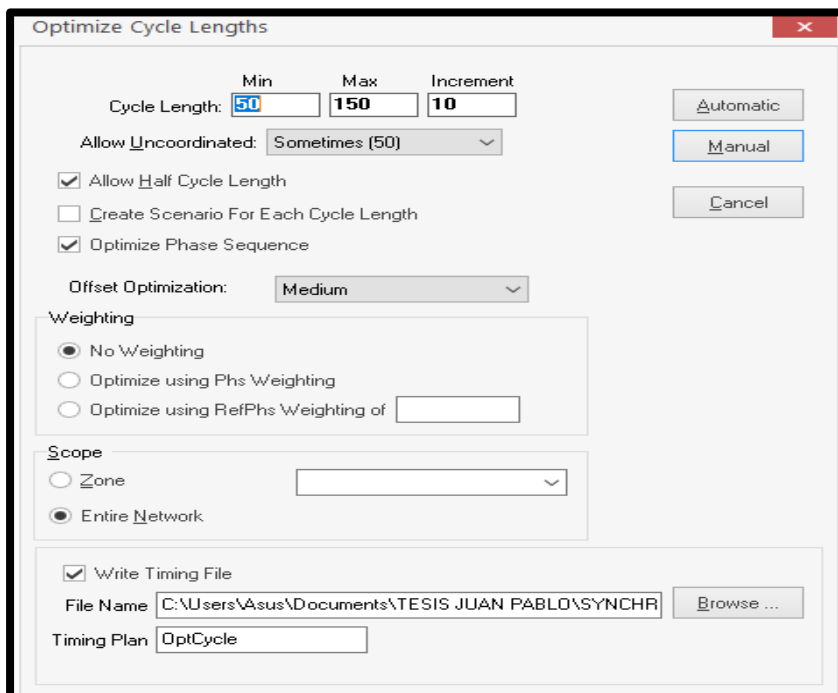 Optimize Cycle Lengths
Min Max Increment
Cycle Length: 50 150 10
Automatic
Allow Uncoordinated: Sometimes (50)
Manual
Allow Half Cycle Length
Cancel
Create Scenario For Each Cycle Length
Optimize Phase Sequence
Offset Optimization: Medium
Weighting
No Weighting
Optimize using Phs Weighting
Optimize using RefPhs Weighting of
Scope
Zone
Entire Network
Write Timing File
File Name C:\Users\Asus\Documents\TESIS JUAN PABLO\SYNCHR Browse ...
Timing Plan OptCycle